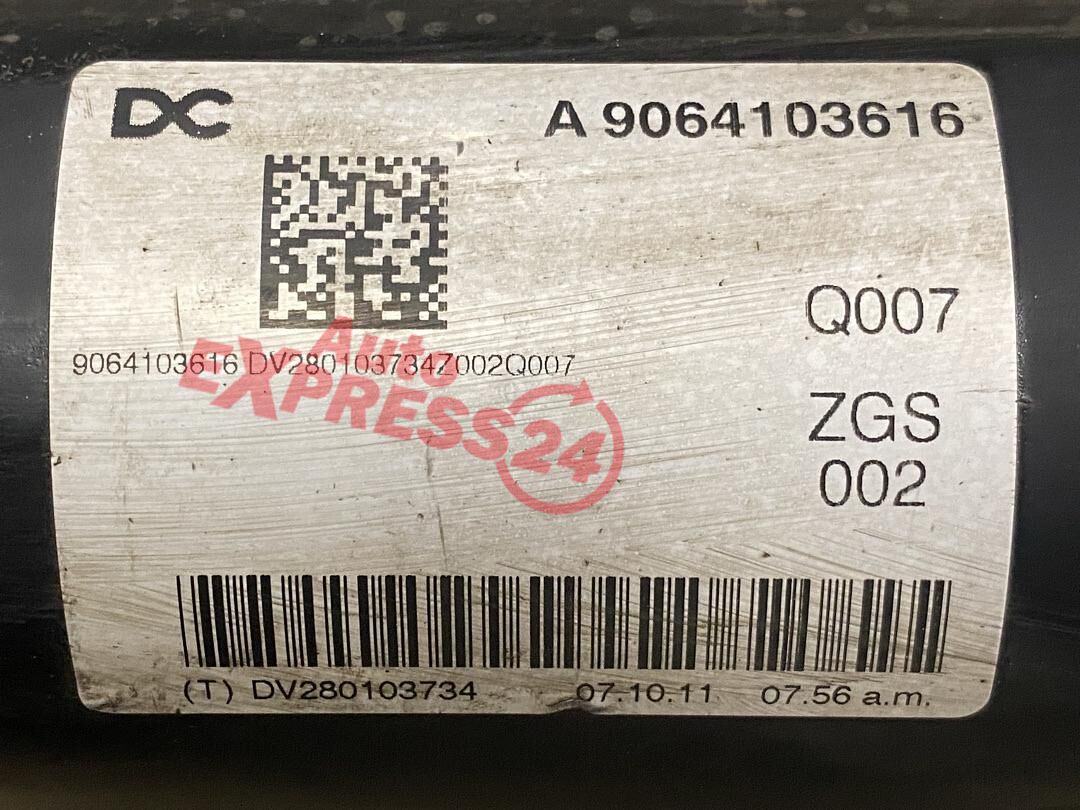 DC
A 9064103616
Q007
9064103616 DV280103734Z002Q007
Auto
EXPRESS24
ZGS
002
(T) DV280103734 07.10.11 07.56 a.m.